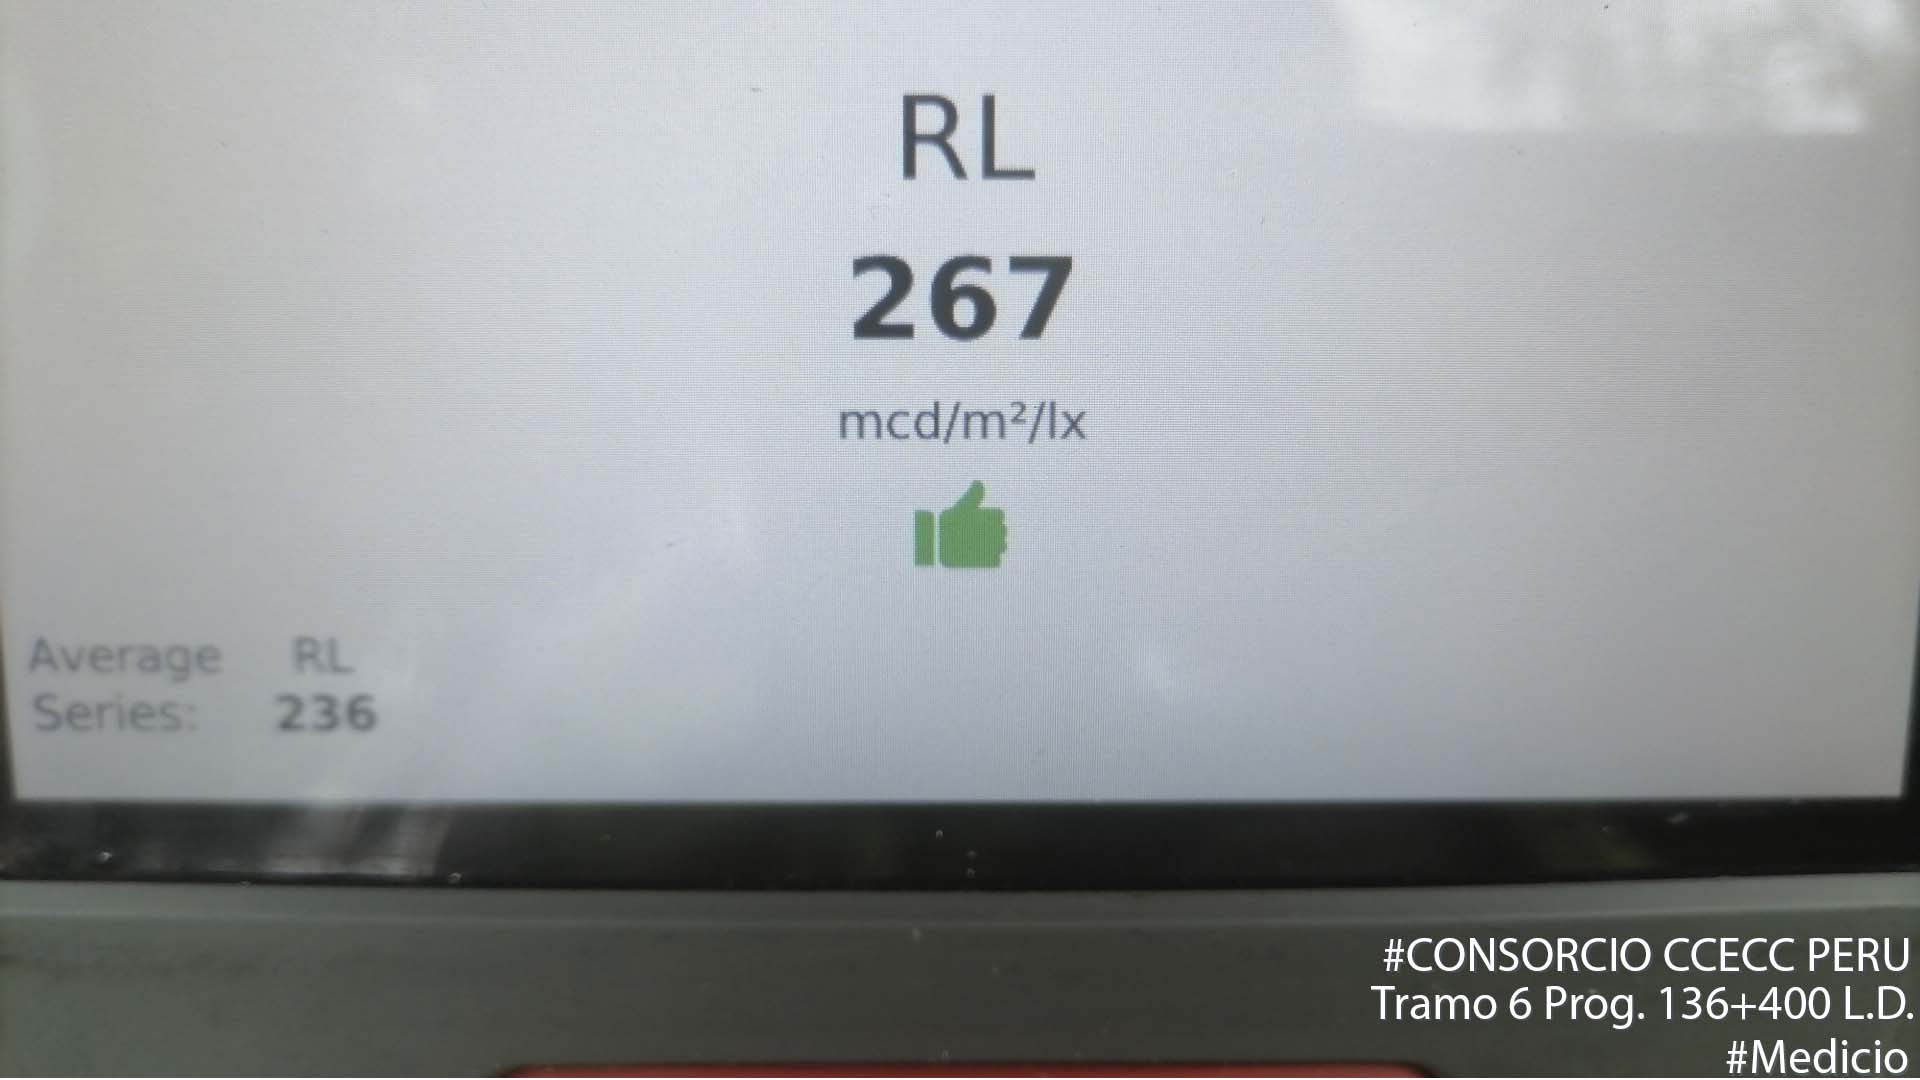 RL
267
mcd/m²/lx
Average RL
Series: 236
#CONSORCIO CCECC PERU
Tramo 6 Prog. 136+400 L.D.
#Medicio